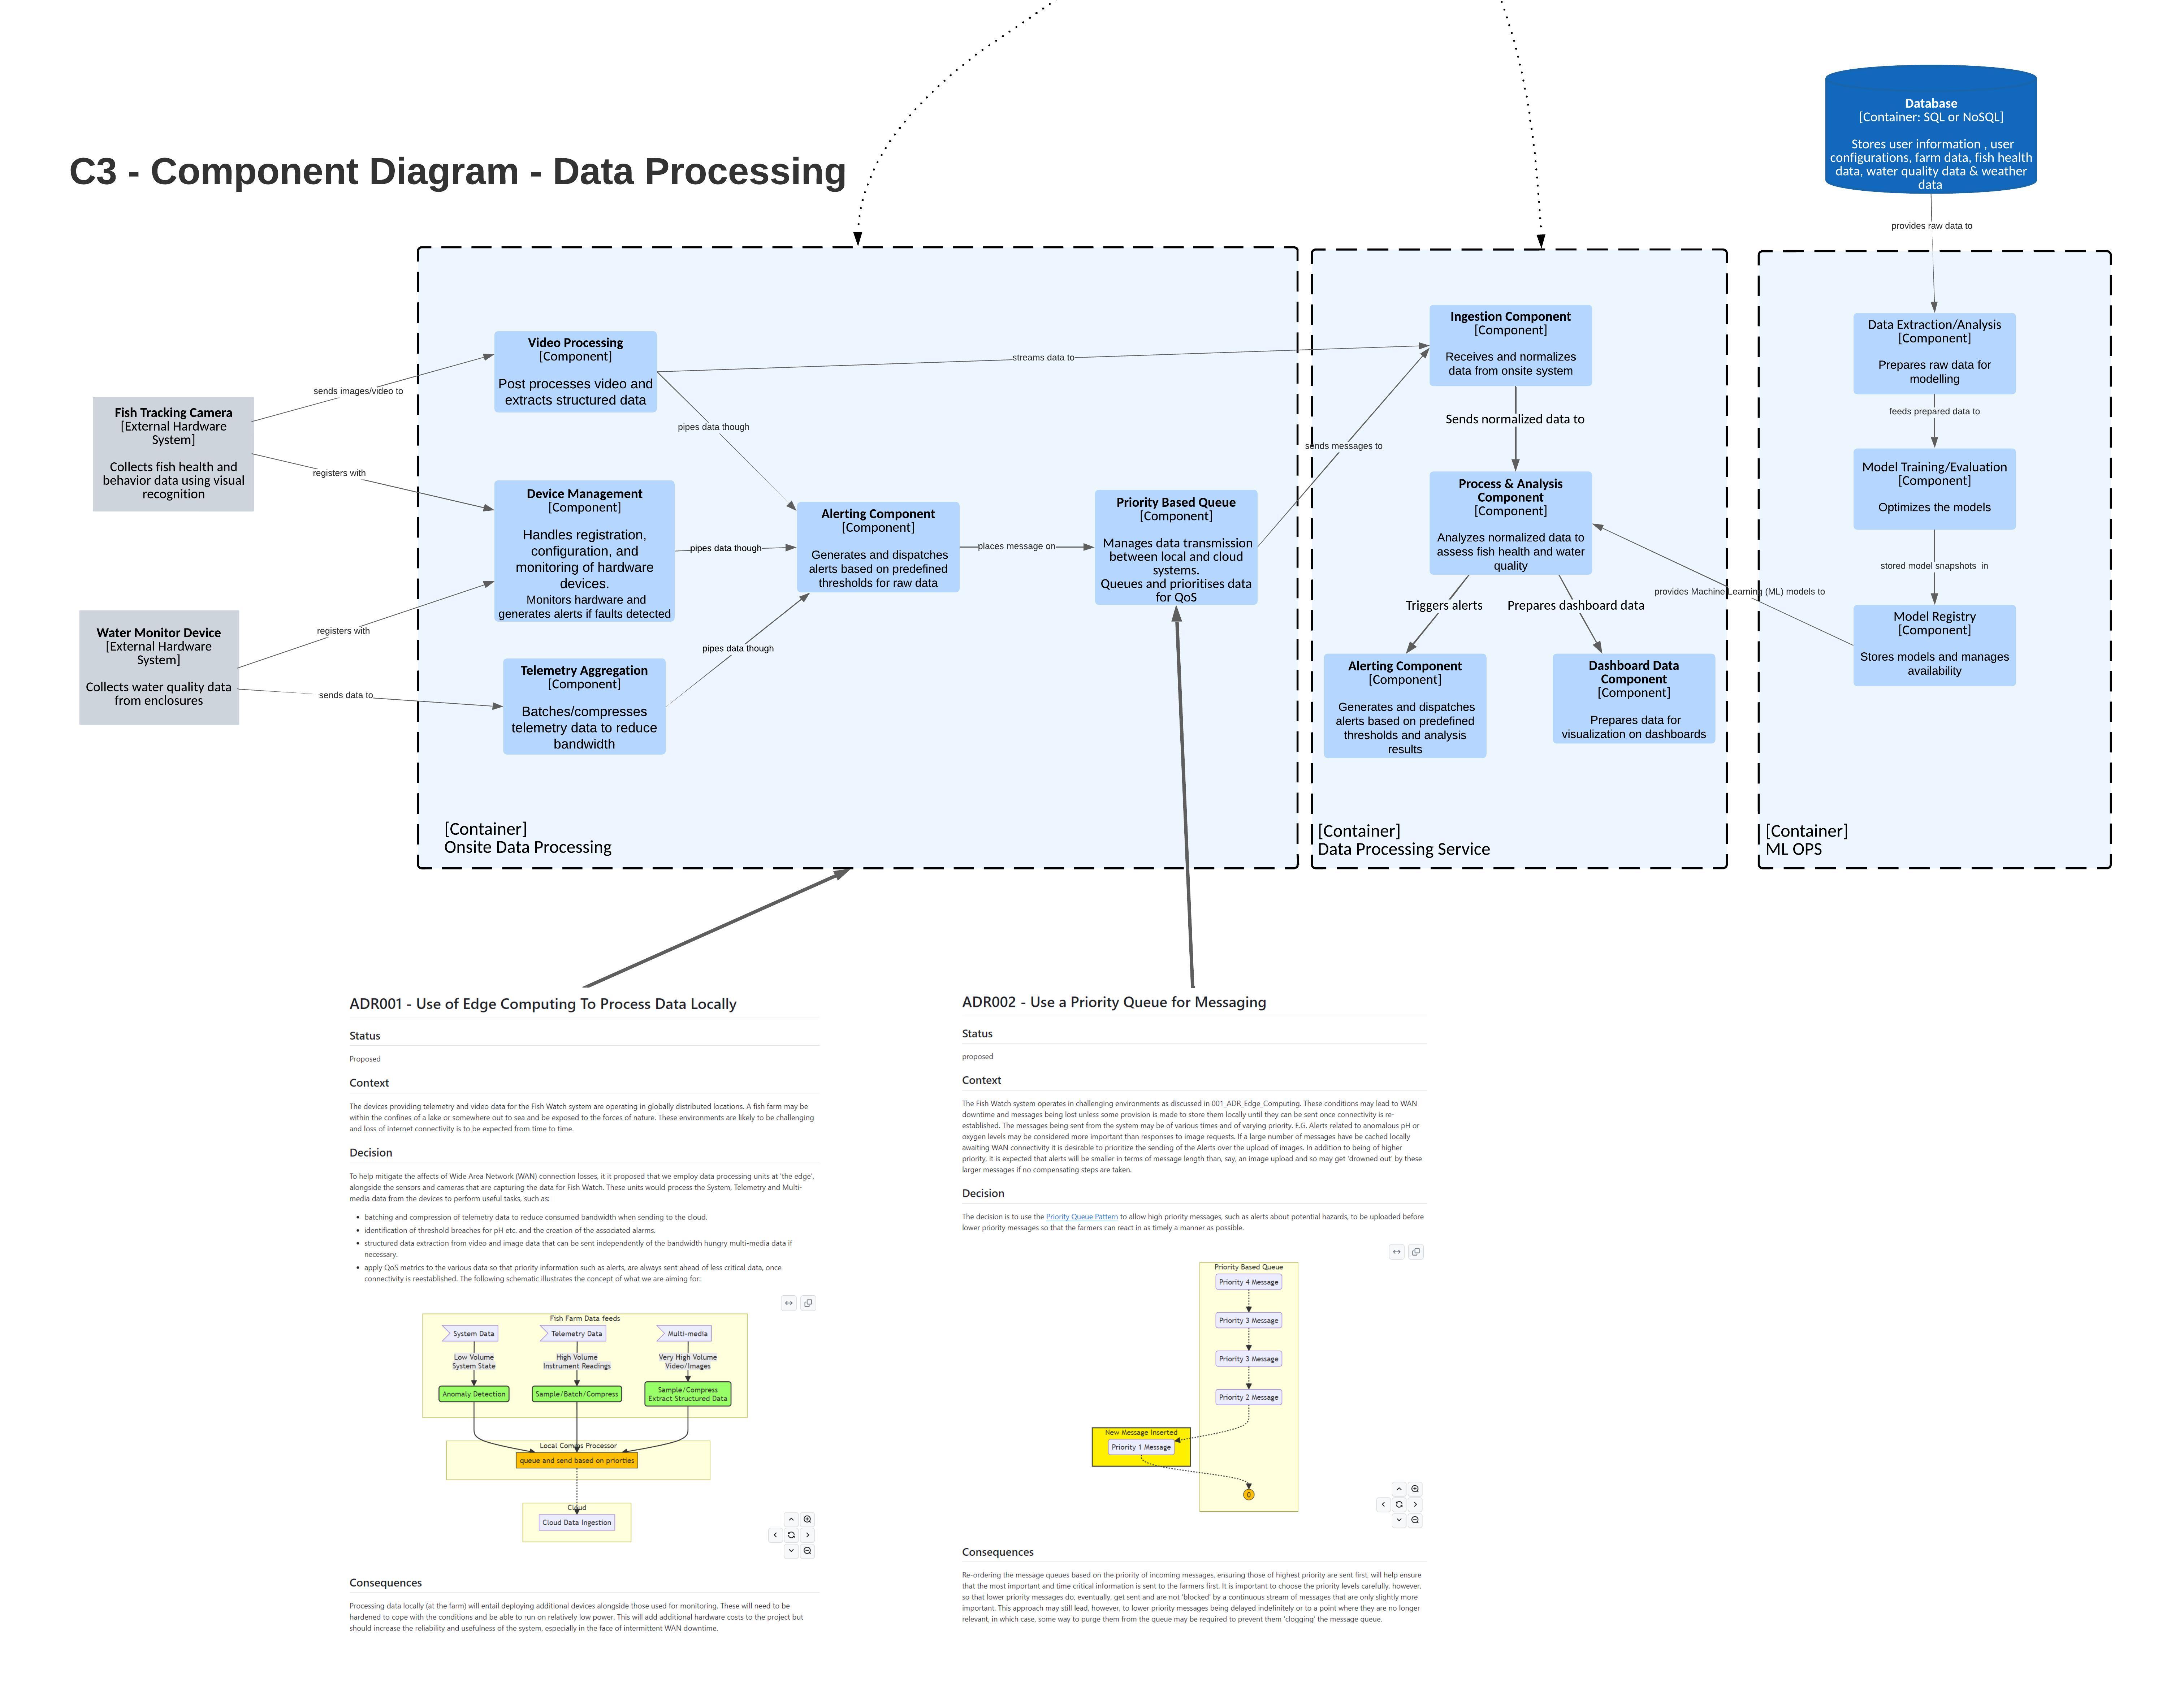 C3 - Component Diagram - Data Processing
Database
[Container: SQL or NoSQL]
Stores user information , user
configurations, farm data, fish health
data, water quality data & weather
data
provides raw data to
Fish Tracking Camera
[External Hardware
System]
Collects fish health and
behavior data using visual
recognition
Water Monitor Device
[External Hardware
System]
Collects water quality data
from enclosures
sends images/video to
registers with
registers with
sends data to
Video Processing
[Component]
Post processes video and
extracts structured data
Device Management
[Component]
Handles registration,
configuration, and
monitoring of hardware
devices.
Monitors hardware and
generates alerts if faults detected
Telemetry Aggregation
[Component]
Batches/compresses
telemetry data to reduce
bandwidth
streams data to
pipes data though
pipes data though
pipes data though
Alerting Component
[Component]
Generates and dispatches
alerts based on predefined
thresholds for raw data
places message on
Priority Based Queue
[Component]
Manages data transmission
between local and cloud
systems.
Queues and prioritises data
for QoS
sends messages to
[Container]
Onsite Data Processing
Ingestion Component
[Component]
Receives and normalizes
data from onsite system
Sends normalized data to
Process & Analysis
Component
[Component]
Analyzes normalized data to
assess fish health and water
quality
Triggers alerts
Prepares dashboard data
Alerting Component
[Component]
Generates and dispatches
alerts based on predefined
thresholds and analysis
results
Dashboard Data
Component
[Component]
Prepares data for
visualization on dashboards
[Container]
Data Processing Service
Data Extraction/Analysis
[Component]
Prepares raw data for
modelling
feeds prepared data to
Model Training/Evaluation
[Component]
Optimizes the models
stored model snapshots in
Model Registry
[Component]
Stores models and manages
availability
provides Machine Learning (ML) models to
[Container]
ML OPS
ADR001 - Use of Edge Computing To Process Data Locally
Status
Proposed
Context
The devices providing telemetry and video data for the Fish Watch system are operating in globally distributed locations. A fish farm may be
within the confines of a lake or somewhere out to sea and be exposed to the forces of nature. These environments are likely to be challenging
and loss of internet connectivity is to be expected from time to time.
Decision
To help mitigate the affects of Wide Area Network (WAN) connection losses, it it proposed that we employ data processing units at 'the edge',
alongside the sensors and cameras that are capturing the data for Fish Watch. These units would process the System, Telemetry and Multi-
media data from the devices to perform useful tasks, such as:
• batching and compression of telemetry data to reduce consumed bandwidth when sending to the cloud.
• identification of threshold breaches for pH etc. and the creation of the associated alarms.
• structured data extraction from video and image data that can be sent independently of the bandwidth hungry multi-media data if
necessary.
• apply QoS metrics to the various data so that priority information such as alerts, are always sent ahead of less critical data, once
connectivity is reestablished. The following schematic illustrates the concept of what we are aiming for:
Fish Farm Data feeds
System Data
Telemetry Data
Multi-media
Low Volume
System State
High Volume
Instrument Readings
Very High Volume
Video/Images
Anomaly Detection
Sample/Batch/Compress
Sample/Compress
Extract Structured Data
Local Comms Processor
queue and send based on priorties
Cloud
Cloud Data Ingestion
Consequences
Processing data locally (at the farm) will entail deploying additional devices alongside those used for monitoring. These will need to be
hardened to cope with the conditions and be able to run on relatively low power. This will add additional hardware costs to the project but
should increase the reliability and usefulness of the system, especially in the face of intermittent WAN downtime.
ADR002 - Use a Priority Queue for Messaging
Status
proposed
Context
The Fish Watch system operates in challenging environments as discussed in 001_ADR_Edge_Computing. These conditions may lead to WAN
downtime and messages being lost unless some provision is made to store them locally until they can be sent once connectivity is re-
established. The messages being sent from the system may be of various times and of varying priority. E.G. Alerts related to anomalous pH or
oxygen levels may be considered more important than responses to image requests. If a large number of messages have be cached locally
awaiting WAN connectivity it is desirable to prioritize the sending of the Alerts over the upload of images. In addition to being of higher
priority, it is expected that alerts will be smaller in terms of message length than, say, an image upload and so may get 'drowned out' by these
larger messages if no compensating steps are taken.
Decision
The decision is to use the Priority Queue Pattern to allow high priority messages, such as alerts about potential hazards, to be uploaded before
lower priority messages so that the farmers can react in as timely a manner as possible.
Priority Based Queue
Priority 4 Message
Priority 3 Message
Priority 3 Message
Priority 2 Message
New Message Inserted
Priority 1 Message
0
Consequences
Re-ordering the message queues based on the priority of incoming messages, ensuring those of highest priority are sent first, will help ensure
that the most important and time critical information is sent to the farmers first. It is important to choose the priority levels carefully, however,
so that lower priority messages do, eventually, get sent and are not 'blocked' by a continuous stream of messages that are only slightly more
important. This approach may still lead, however, to lower priority messages being delayed indefinitely or to a point where they are no longer
relevant, in which case, some way to purge them from the queue may be required to prevent them 'clogging' the message queue.